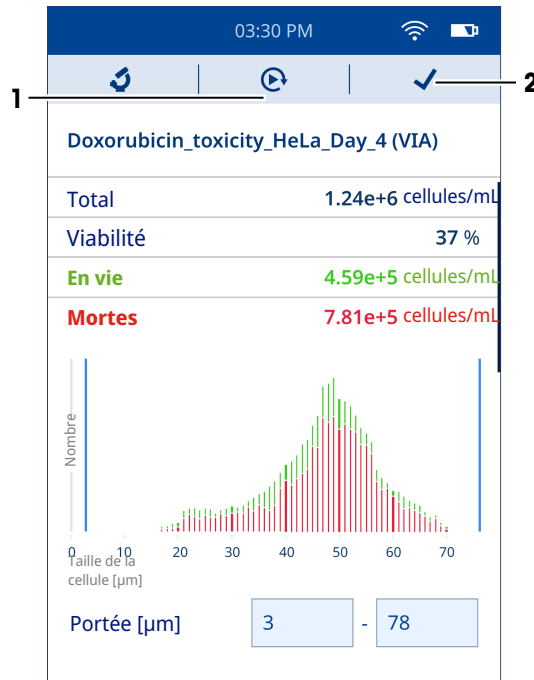 03:30 PM
1
2
Doxorubicin_toxicity_HeLa_Day_4 (VIA)
Total 1.24e+6 cellules/mL
Viabilité 37 %
En vie 4.59e+5 cellules/mL
Mortes 7.81e+5 cellules/mL
Nombre
0 10 20 30 40 50 60 70
Taille de la
cellule [µm]
Portée [µm] 3 - 78